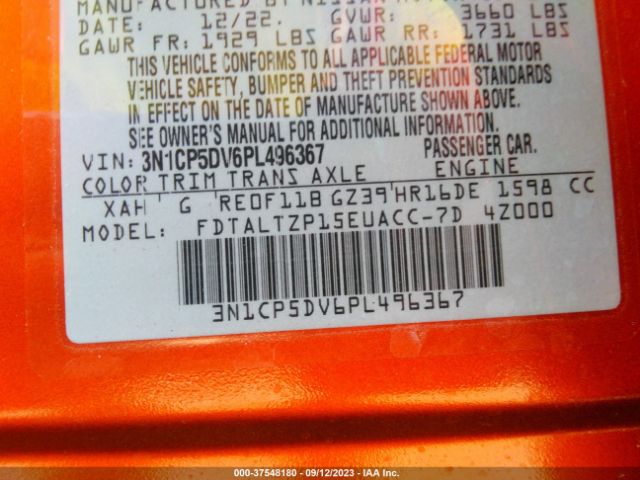 MANUFACTURED BY NISSAN
DATE: 12/22. GVWR: 3660 LBS
GAWR FR: 1929 LBS GAWR RR: 1731 LBS
THIS VEHICLE CONFORMS TO ALL APPLICABLE FEDERAL MOTOR
VEHICLE SAFETY, BUMPER AND THEFT PREVENTION STANDARDS
IN EFFECT ON THE DATE OF MANUFACTURE SHOWN ABOVE.
SEE OWNER'S MANUAL FOR ADDITIONAL INFORMATION
VIN: 3N1CP5DV6PL496367 PASSENGER CAR.
COLOR TRIM TRANS AXLE ENGINE
XAH G RE0F11B GZ39 HR16DE 1598 CC
MODEL: FDTALTZP15EUACC-7D 4Z000
3N1CP5DV6PL496367
000-37548180 - 09/12/2023 - IAA Inc.